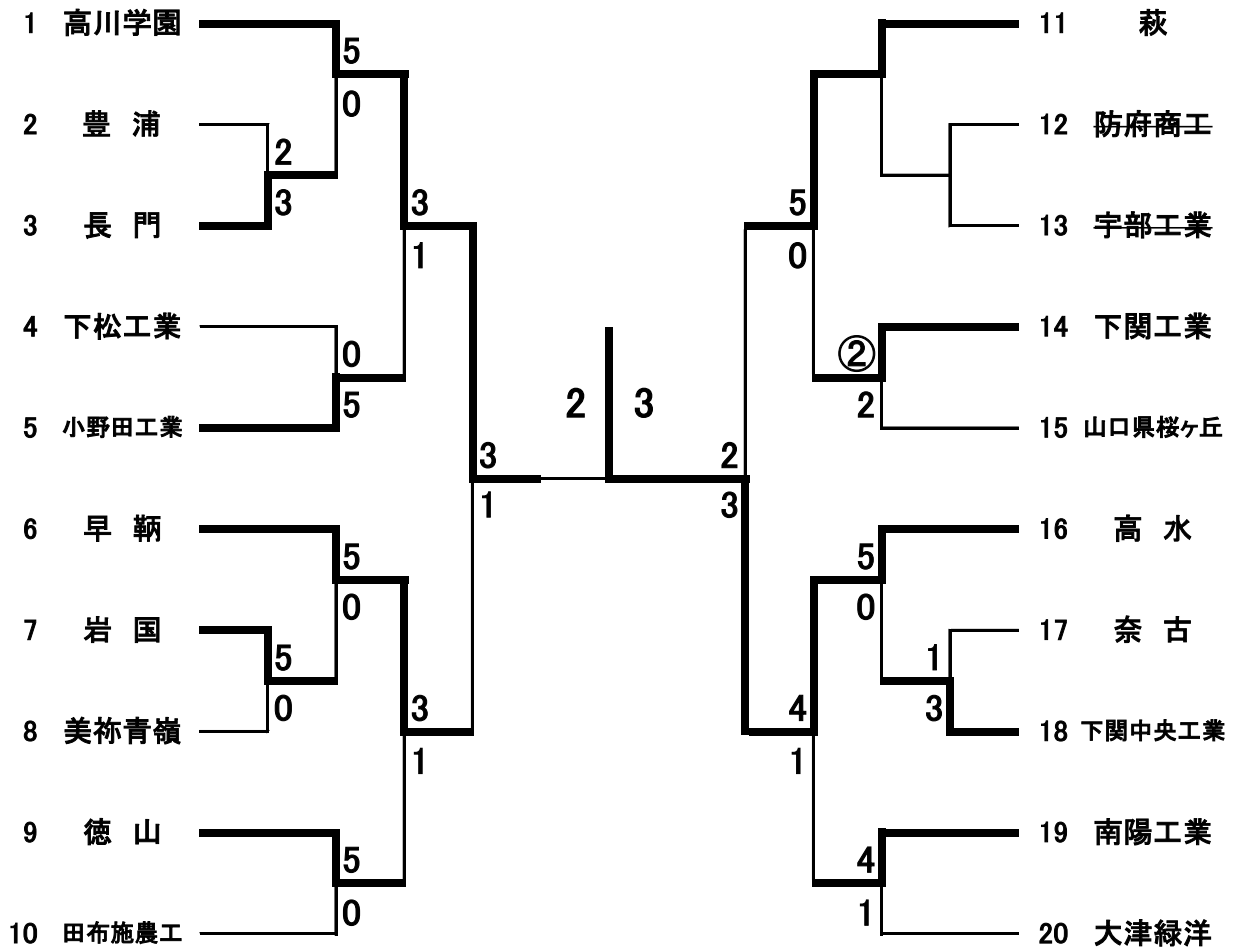 1 高川学園
2 豊浦
3 長門
4 下松工業
5 小野田工業
6 早鞆
7 岩国
8 美祢青嶺
9 徳山
10 田布施農工
5
0
2
3
3
1
0
5
3
1
5
0
5
0
3
1
5
0
2 3
11 萩
12 防府商工
13 宇部工業
14 下関工業
15 山口県桜ヶ丘
16 高水
17 奈古
18 下関中央工業
19 南陽工業
20 大津緑洋
5
0
②
2
2
3
5
0
1
3
4
1
4
1